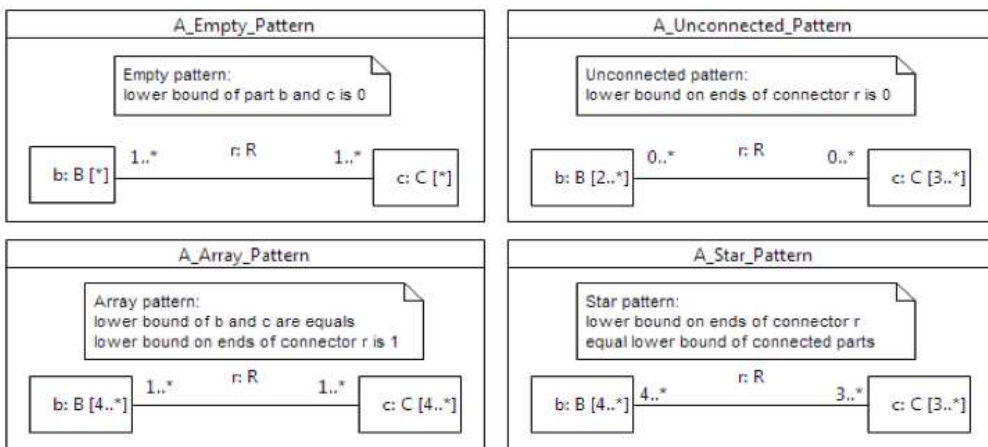 A_Empty_Pattern
Empty pattern:
lower bound of part b and c is 0
1..* r: R 1..*
b: B [*] c: C [*]
A_Unconnected_Pattern
Unconnected pattern:
lower bound on ends of connector r is 0
0..* r: R 0..*
b: B [2..*] c: C [3..*]
A_Array_Pattern
Array pattern:
lower bound of b and c are equals
lower bound on ends of connector r is 1
1..* r: R 1..*
b: B [4..*] c: C [4..*]
A_Star_Pattern
Star pattern:
lower bound on ends of connector r
equal lower bound of connected parts
4..* r: R 3..*
b: B [4..*] c: C [3..*]